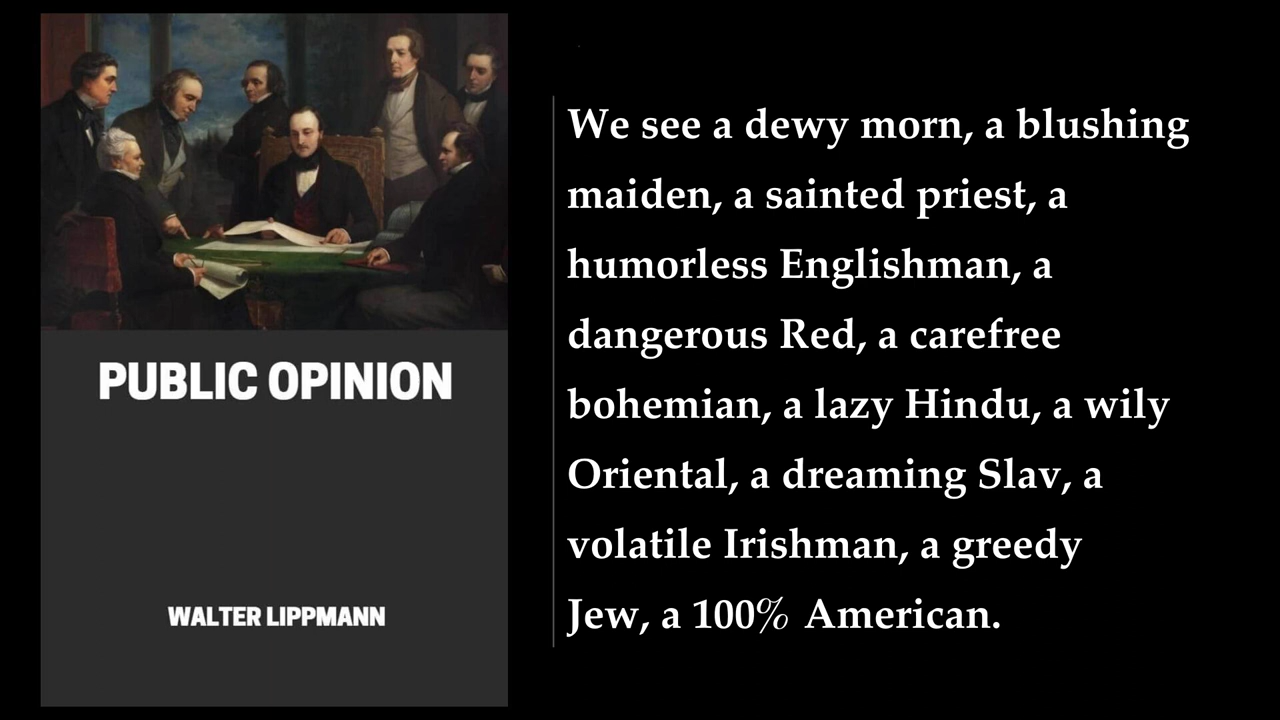 PUBLIC OPINION
WALTER LIPPMANN
We see a dewy morn, a blushing
maiden, a sainted priest, a
humorless Englishman, a
dangerous Red, a carefree
bohemian, a lazy Hindu, a wily
Oriental, a dreaming Slav, a
volatile Irishman, a greedy
Jew, a 100% American.